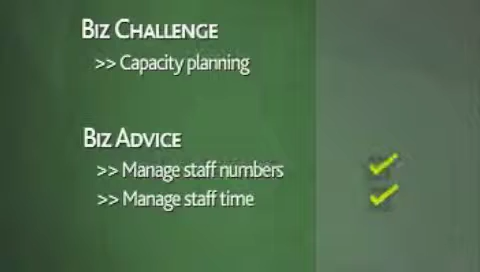 Biz Challenge
>> Capacity planning
Biz Advice
>> Manage staff numbers
>> Manage staff time